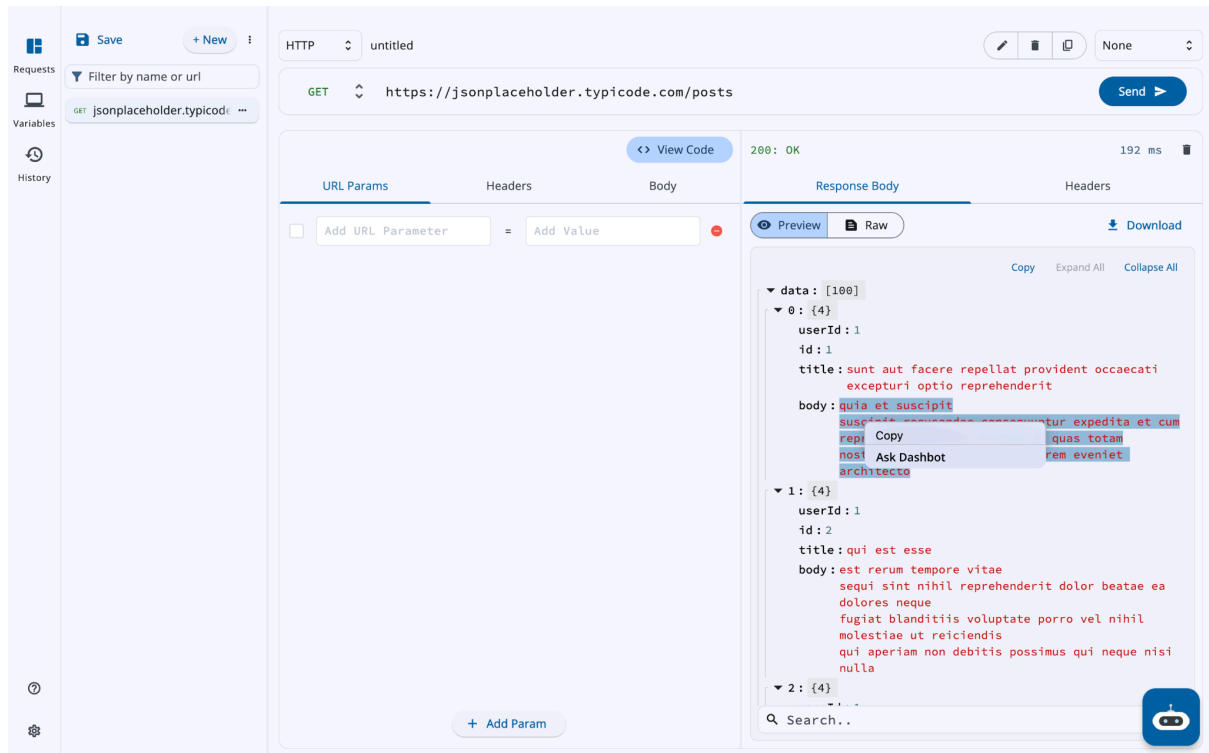 Requests
Variables
History
Save
+ New
Filter by name or url
GET jsonplaceholder.typicode
HTTP
untitled
None
GET
https://jsonplaceholder.typicode.com/posts
Send
<> View Code
URL Params
Headers
Body
Add URL Parameter
=
Add Value
+ Add Param
200: OK
192 ms
Response Body
Headers
Preview
Raw
Download
Copy
Expand All
Collapse All
data: [100]
0: {4}
userId: 1
id: 1
title: sunt aut facere repellat provident occaecati
excepturi optio reprehenderit
body: quia et suscipit
expedita et cum
quas totam
eveniet
architecto
Copy
Ask Dashbot
1: {4}
userId: 1
id: 2
title: qui est esse
body: est rerum tempore vitae
sequi sint nihil reprehenderit dolor beatae ea
dolores neque
fugiat blanditiis voluptate porro vel nihil
molestiae ut reiciendis
qui aperiam non debitis possimus qui neque nisi
nulla
2: {4}
Search..